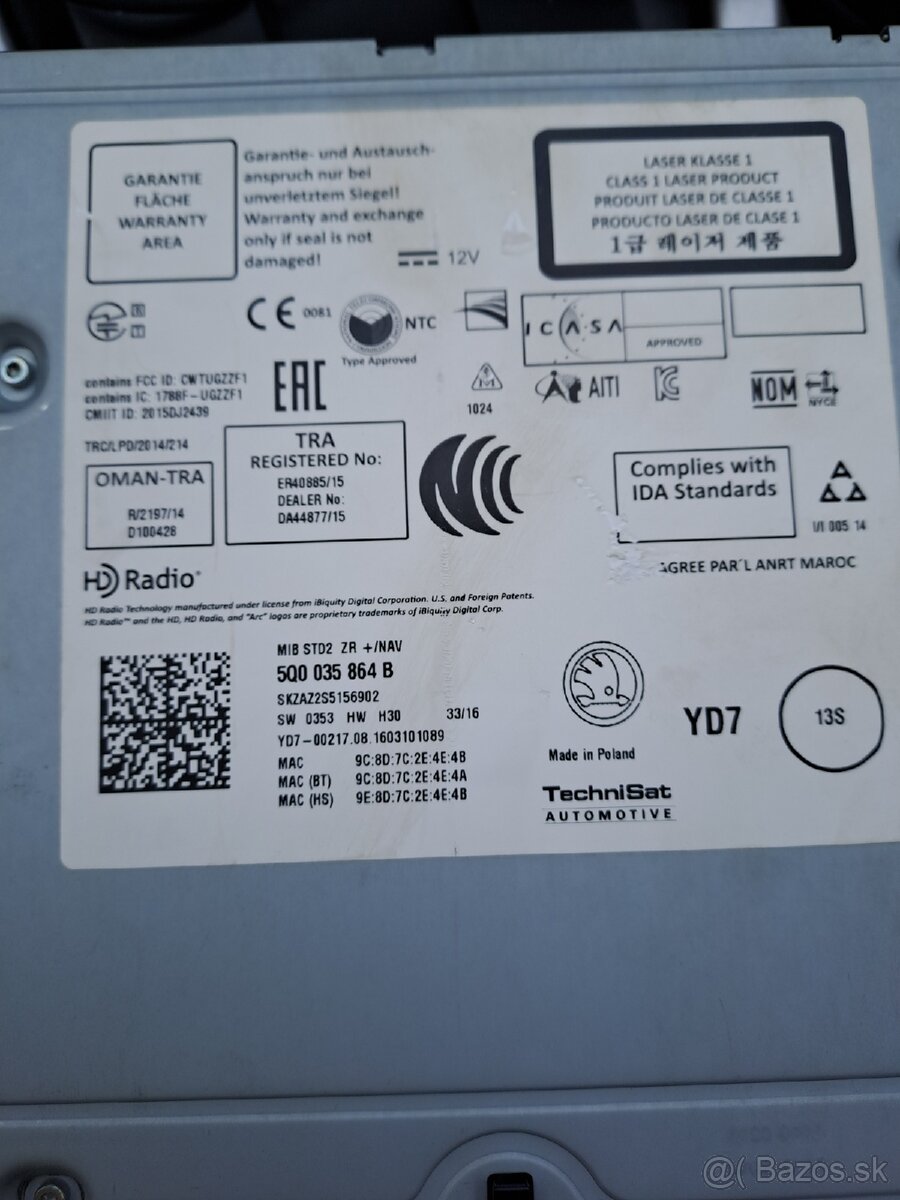 GARANTIE
FLÄCHE
WARRANTY
AREA
Garantie- und Austausch-
anspruch nur bei
unverletztem Siegel!
Warranty and exchange
only if seal is not
damaged!
12V
LASER KLASSE 1
CLASS 1 LASER PRODUCT
PRODUIT LASER DE CLASSE 1
PRODUCTO LASER DE CLASE 1
1급 레이저 제품
R
T
CE 0081
NTC
Type Approved
ICASA
APPROVED
contains FCC ID: CWTUGZZF1
contains IC: 1788F-UGZZF1
CMIIT ID: 2015DJ2439
EAC
1024
AITI
NOM
NYCE
TRC/LPD/2014/214
OMAN-TRA
R/2197/14
D100428
TRA
REGISTERED No:
ER40885/15
DEALER No:
DA44877/15
Complies with
IDA Standards
I/I 005 14
AGREE PAR´L ANRT MAROC
HD Radio
HD Radio Technology manufactured under license from iBiquity Digital Corporation. U.S. and Foreign Patents.
HD Radio™ and the HD, HD Radio, and "Arc" logos are proprietary trademarks of iBiquity Digital Corp.
MIB STD2 ZR +/NAV
5Q0 035 864 B
SKZAZ2S5156902
SW 0353 HW H30 33/16
YD7-00217.08.1603101089
MAC 9C:8D:7C:2E:4E:4B
MAC (BT) 9C:8D:7C:2E:4E:4A
MAC (HS) 9E:8D:7C:2E:4E:4B
Made in Poland
TechniSat
AUTOMOTIVE
YD7
13S
@( Bazos.sk